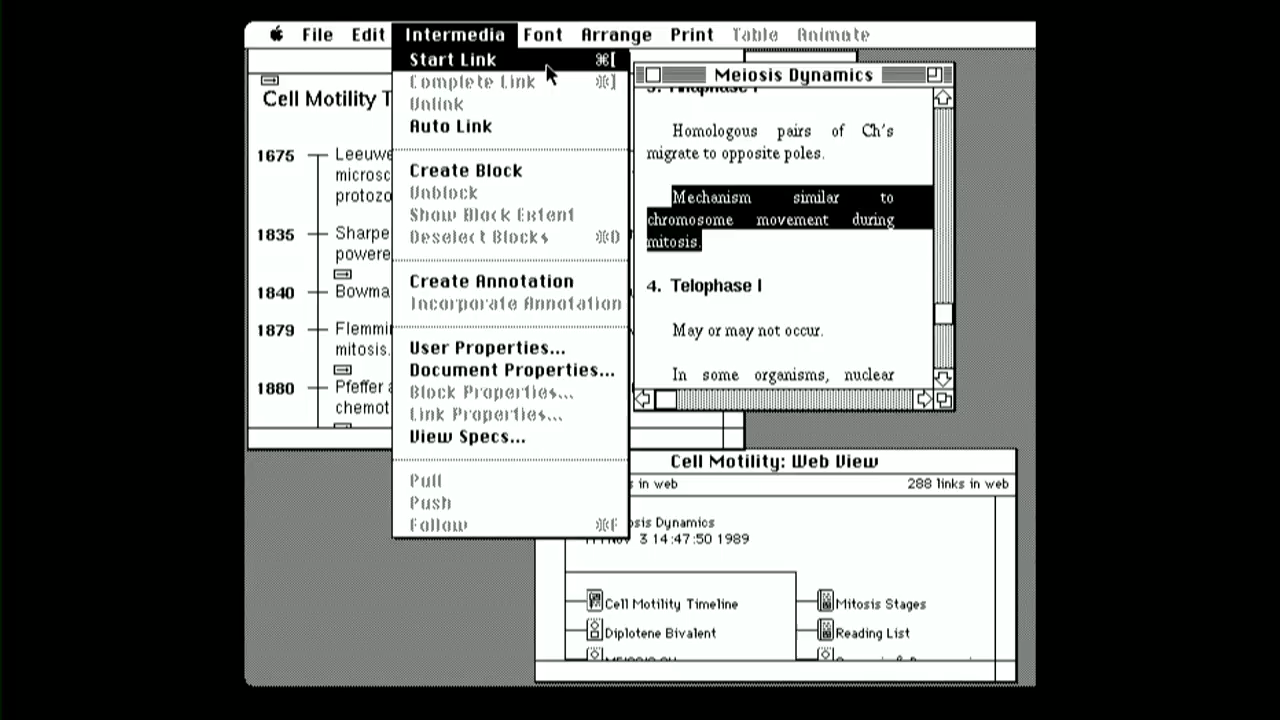 File Edit Intermedia Font Arrange Print Table Animate
Start Link ⌘[
Complete Link ⌘]
Unlink
Auto Link
Create Block
Unblock
Show Block Extent
Deselect Blocks ⌘D
Create Annotation
Incorporate Annotation
User Properties...
Document Properties...
Block Properties...
Link Properties...
View Specs...
Pull
Push
Follow ⌘F
Cell Motility T
1675 Leeuwe
microsc
protozo
1835 Sharpe
powere
1840 Bowma
1879 Flemmi
mitosis.
1880 Pfeffer a
chemot
Meiosis Dynamics
3. Anaphase I
Homologous pairs of Ch's
migrate to opposite poles.
Mechanism similar to
chromosome movement during
mitosis.
4. Telophase I
May or may not occur.
In some organisms, nuclear
Cell Motility: Web View
s in web 288 links in web
osis Dynamics
Nov 3 14:47:50 1989
Cell Motility Timeline
Mitosis Stages
Diplotene Bivalent
Reading List